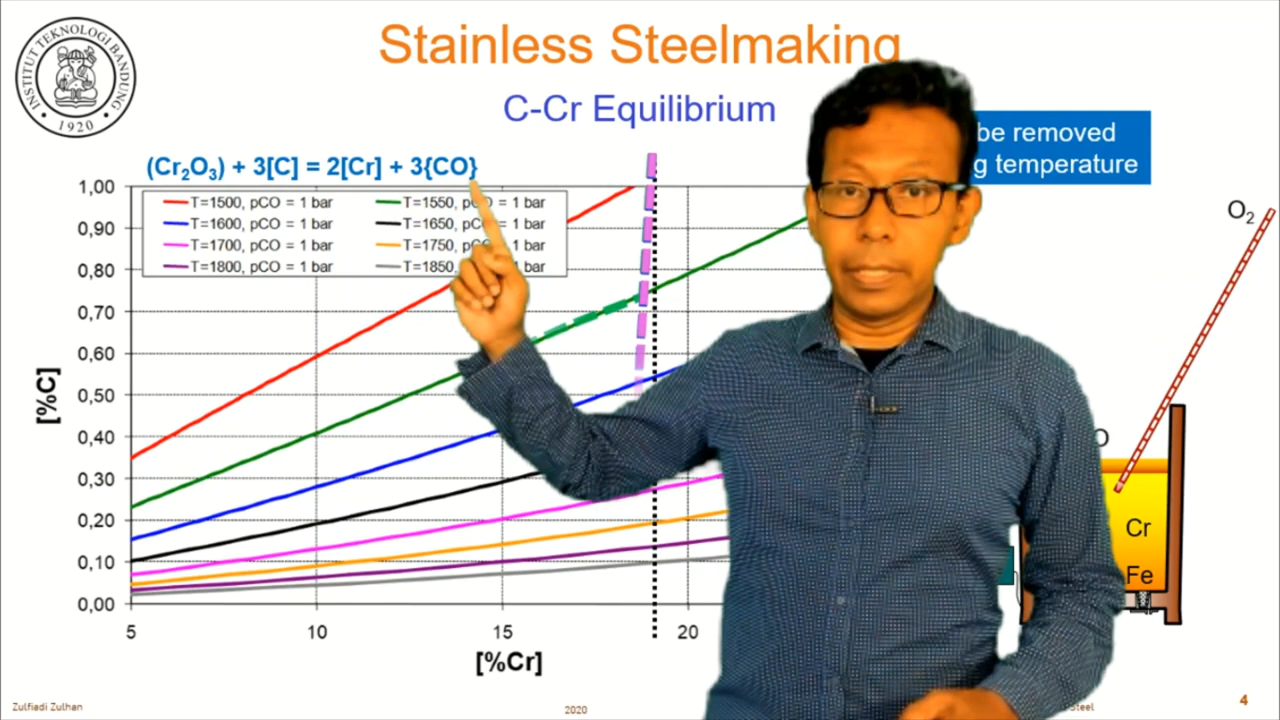 INSTITUT TEKNOLOGI BANDUNG
1920
Stainless Steelmaking
C-Cr Equilibrium
be removed
temperature
(Cr₂O₃) + 3[C] = 2[Cr] + 3{CO}
T=1500, pCO = 1 bar
T=1550, pCO = 1 bar
T=1600, pCO = 1 bar
T=1650, pCO = 1 bar
T=1700, pCO = 1 bar
T=1750, pCO = 1 bar
T=1800, pCO = 1 bar
T=1850, 1 bar
1,00
0,90
0,80
0,70
0,60
0,50
0,40
0,30
0,20
0,10
0,00
[%C]
5
10
15
20
[%Cr]
O₂
Cr
Fe
Zulfiadi Zulhan
2020
Steel
4